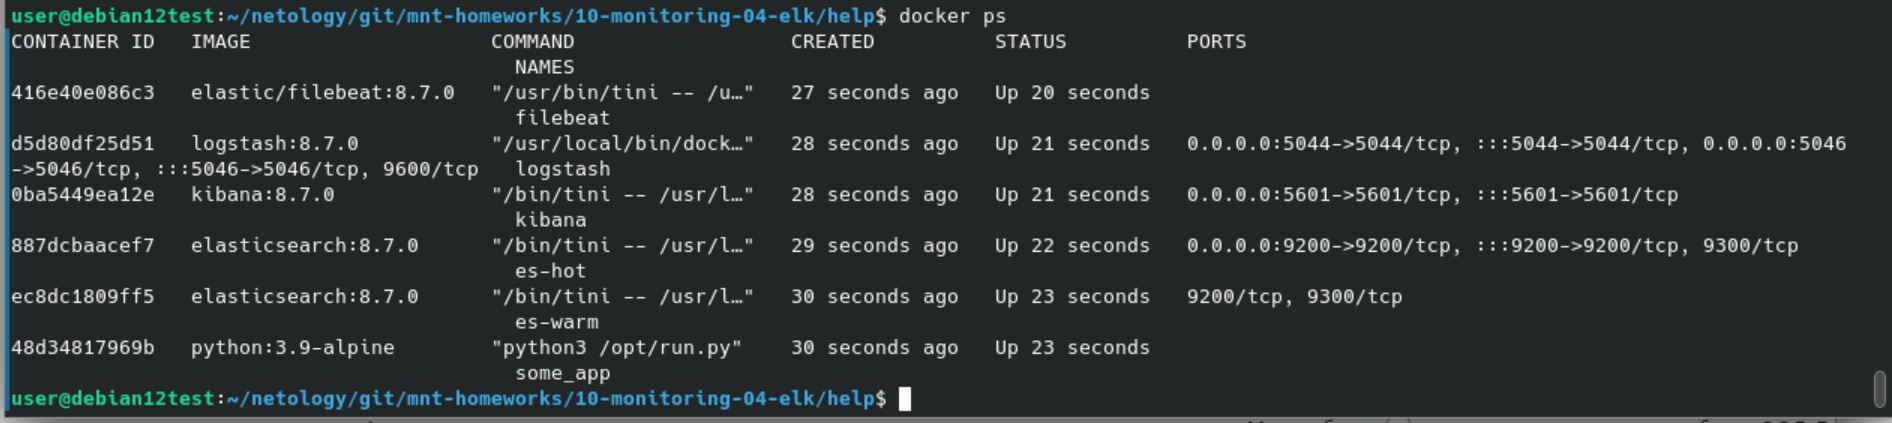 user@debian12test:~/netology/git/mnt-homeworks/10-monitoring-04-elk/help$ docker ps
CONTAINER ID   IMAGE                    COMMAND                  CREATED          STATUS          PORTS
                                          NAMES
416e40e086c3   elastic/filebeat:8.7.0   "/usr/bin/tini -- /u…"   27 seconds ago   Up 20 seconds
                                          filebeat
d5d80df25d51   logstash:8.7.0           "/usr/local/bin/dock…"   28 seconds ago   Up 21 seconds   0.0.0.0:5044->5044/tcp, :::5044->5044/tcp, 0.0.0.0:5046
->5046/tcp, :::5046->5046/tcp, 9600/tcp   logstash
0ba5449ea12e   kibana:8.7.0             "/bin/tini -- /usr/l…"   28 seconds ago   Up 21 seconds   0.0.0.0:5601->5601/tcp, :::5601->5601/tcp
                                          kibana
887dcbaacef7   elasticsearch:8.7.0      "/bin/tini -- /usr/l…"   29 seconds ago   Up 22 seconds   0.0.0.0:9200->9200/tcp, :::9200->9200/tcp, 9300/tcp
                                          es-hot
ec8dc1809ff5   elasticsearch:8.7.0      "/bin/tini -- /usr/l…"   30 seconds ago   Up 23 seconds   9200/tcp, 9300/tcp
                                          es-warm
48d34817969b   python:3.9-alpine        "python3 /opt/run.py"    30 seconds ago   Up 23 seconds
                                          some_app
user@debian12test:~/netology/git/mnt-homeworks/10-monitoring-04-elk/help$